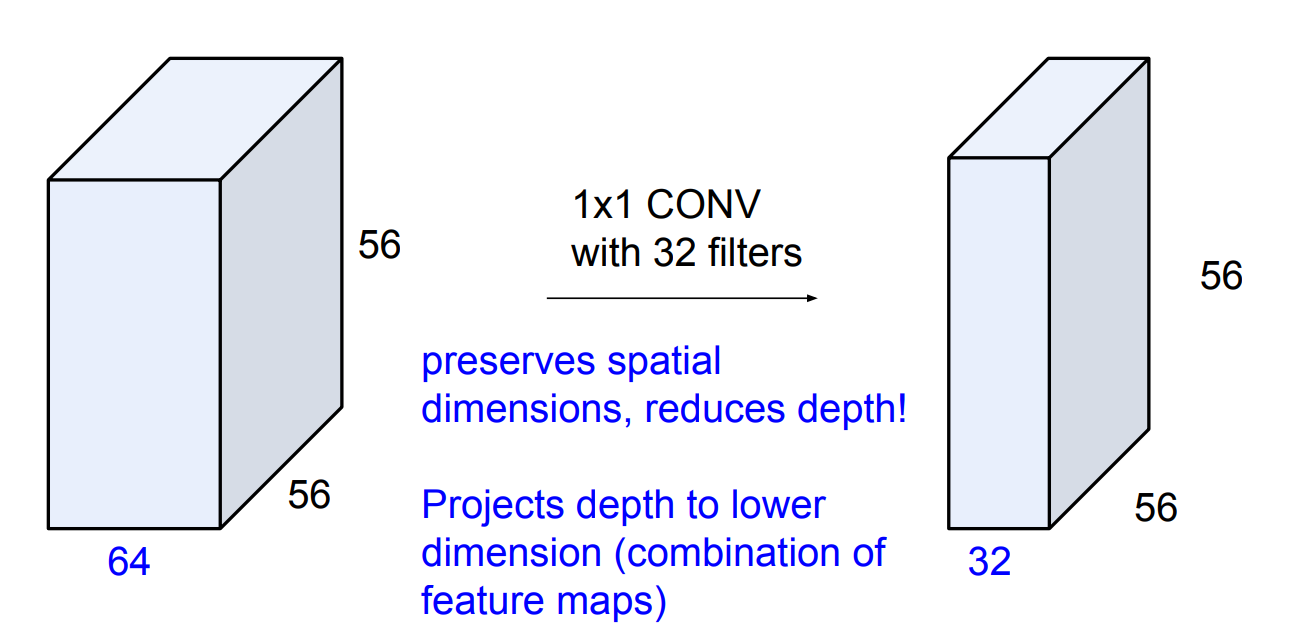 56
56
64
1x1 CONV
with 32 filters
preserves spatial
dimensions, reduces depth!
Projects depth to lower
dimension (combination of
feature maps)
56
56
32